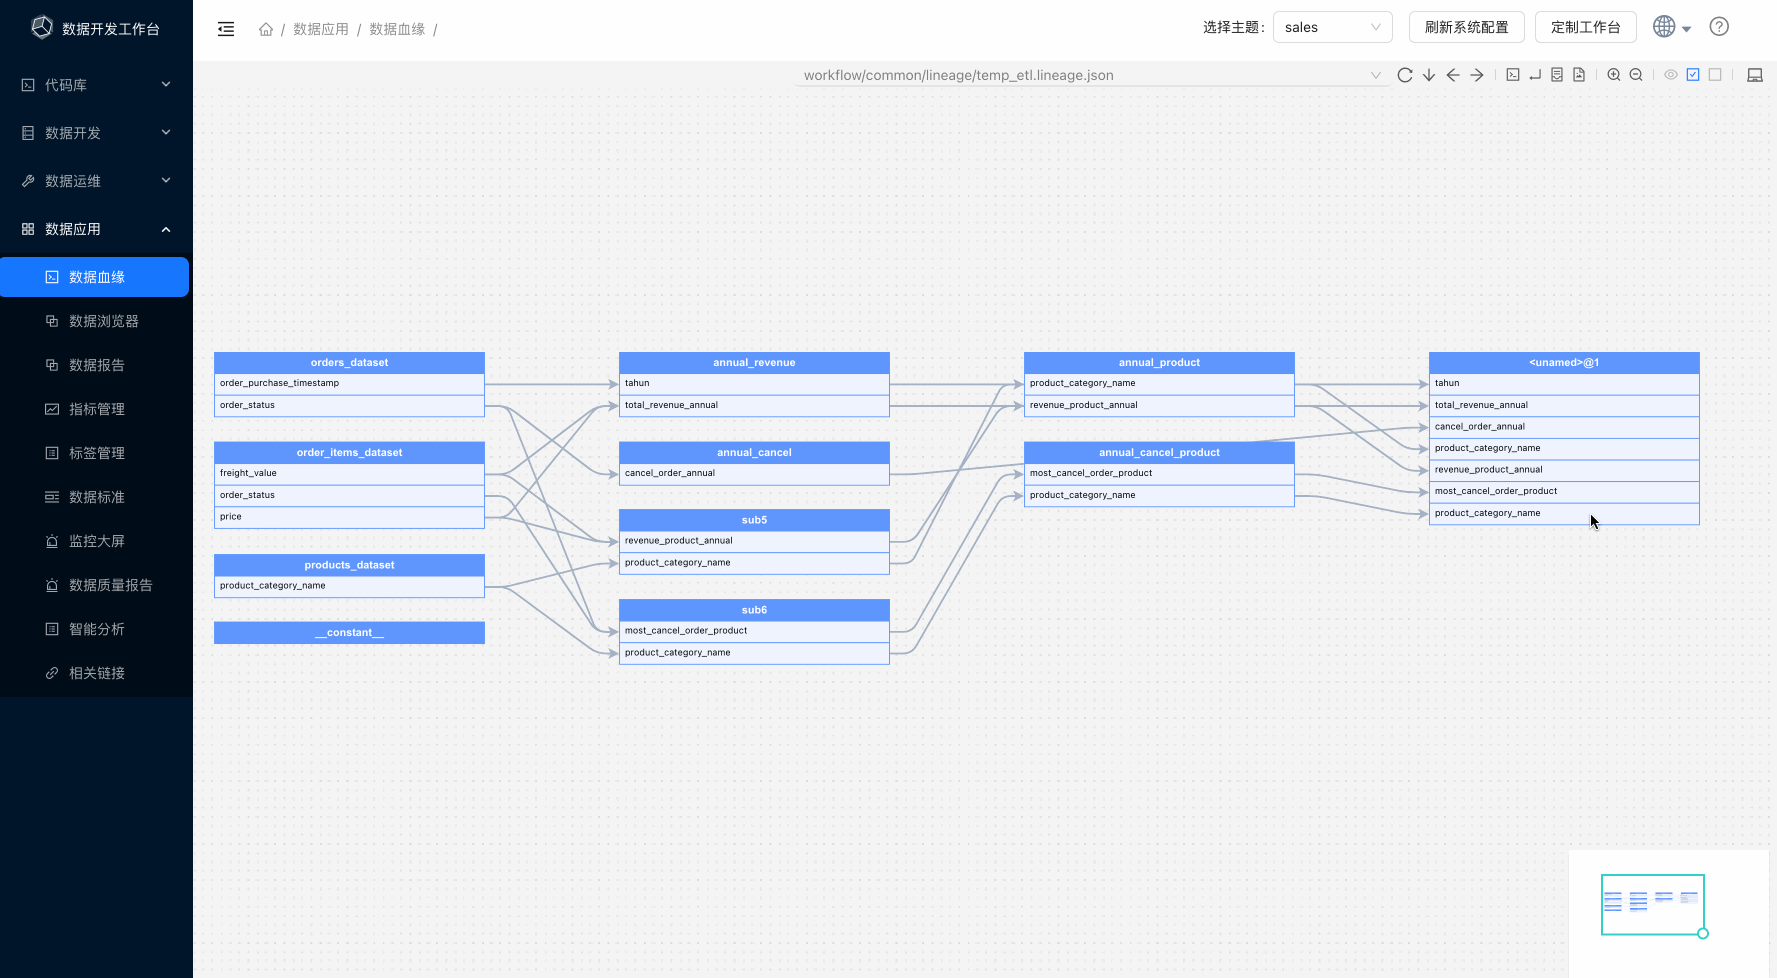 数据开发工作台
代码库
数据开发
数据运维
数据应用
数据血缘
数据浏览器
数据报告
指标管理
标签管理
数据标准
监控大屏
数据质量报告
智能分析
相关链接
/ 数据应用 / 数据血缘 /
选择主题: sales
刷新系统配置
定制工作台
workflow/common/lineage/temp_etl.lineage.json
orders_dataset
order_purchase_timestamp
order_status
order_items_dataset
freight_value
order_status
price
products_dataset
product_category_name
__constant__
annual_revenue
tahun
total_revenue_annual
annual_cancel
cancel_order_annual
sub5
revenue_product_annual
product_category_name
sub6
most_cancel_order_product
product_category_name
annual_product
product_category_name
revenue_product_annual
annual_cancel_product
most_cancel_order_product
product_category_name
<unamed>@1
tahun
total_revenue_annual
cancel_order_annual
product_category_name
revenue_product_annual
most_cancel_order_product
product_category_name